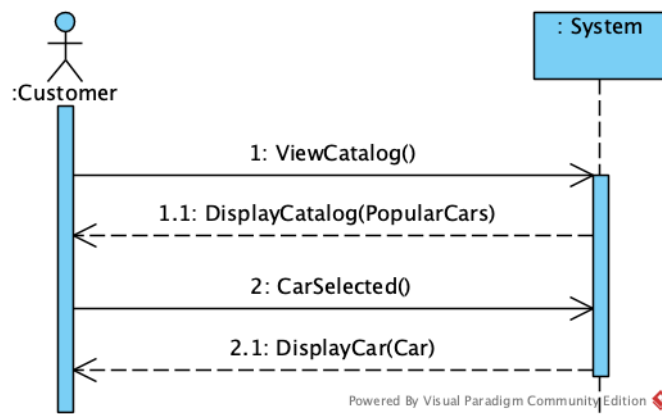 : System
:Customer
1: ViewCatalog()
1.1: DisplayCatalog(PopularCars)
2: CarSelected()
2.1: DisplayCar(Car)
Powered By Visual Paradigm Community Edition